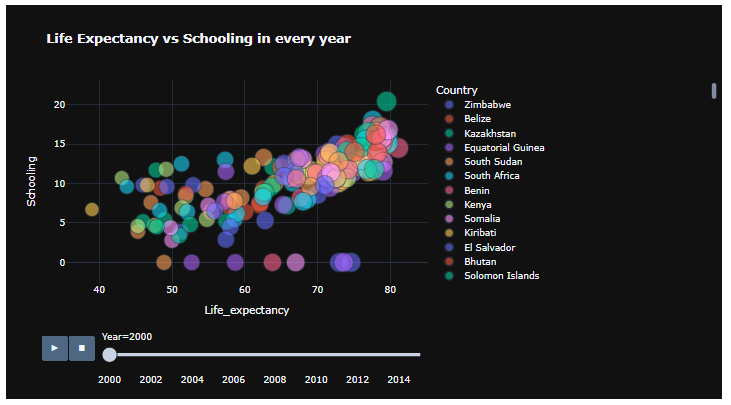 Life Expectancy vs Schooling in every year
Country
Zimbabwe
Belize
Kazakhstan
Equatorial Guinea
South Sudan
South Africa
Benin
Kenya
Somalia
Kiribati
El Salvador
Bhutan
Solomon Islands
Schooling
20
15
10
5
0
40 50 60 70 80
Life_expectancy
Year=2000
2000 2002 2004 2006 2008 2010 2012 2014